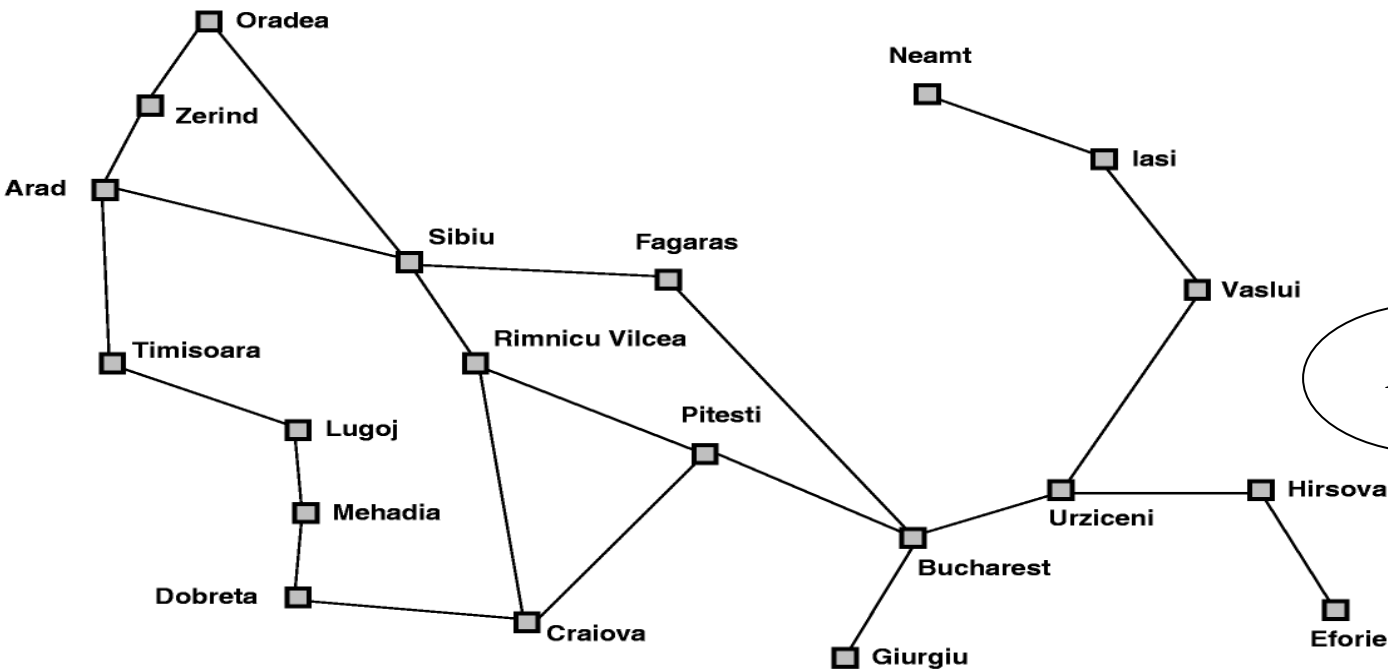 Oradea
Neamt
Zerind
Iasi
Arad
Sibiu
Fagaras
Vaslui
Rimnicu Vilcea
Timisoara
Pitesti
Lugoj
Hirsova
Mehadia
Urziceni
Bucharest
Dobreta
Craiova
Eforie
Giurgiu